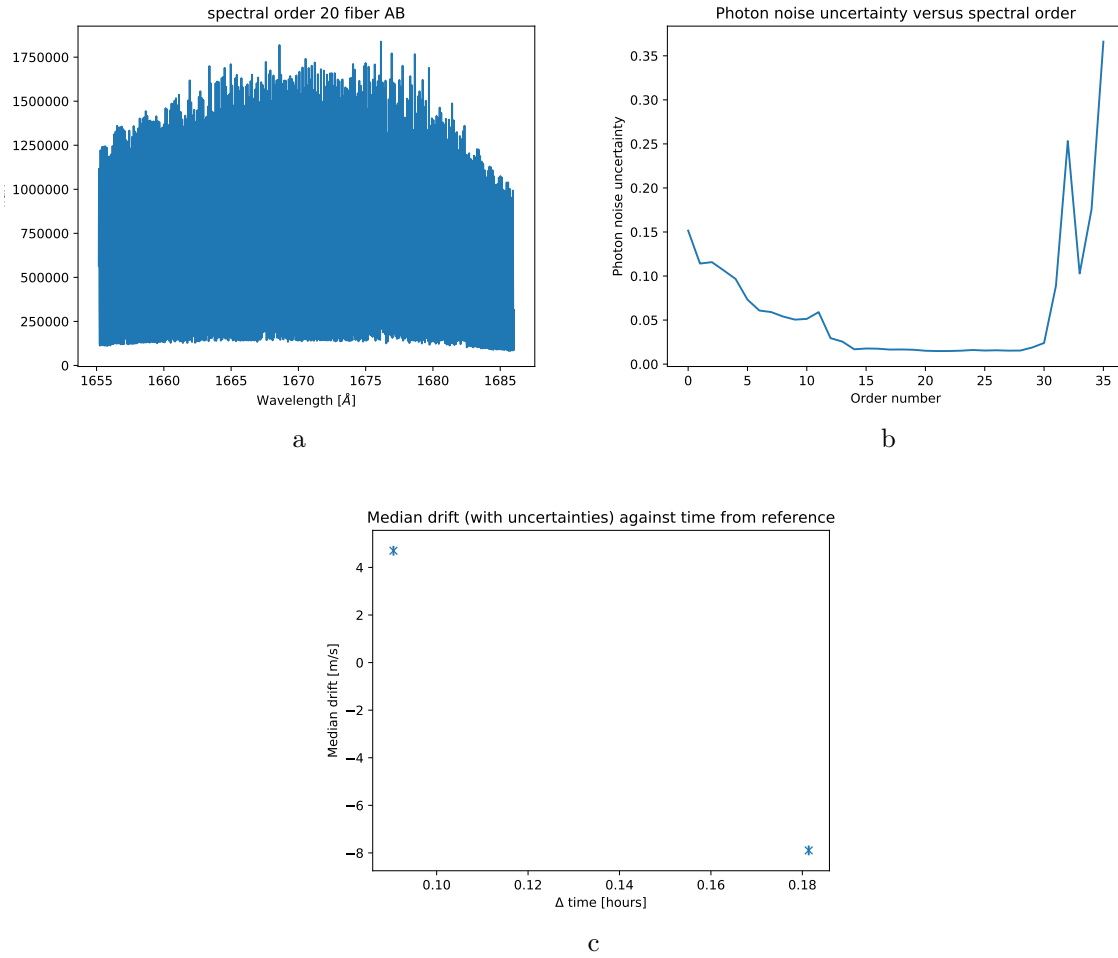 spectral order 20 fiber AB
1750000
1500000
1250000
1000000
750000
500000
250000
0
1655 1660 1665 1670 1675 1680 1685
Wavelength [Å]
a
Photon noise uncertainty versus spectral order
Photon noise uncertainty
0.35
0.30
0.25
0.20
0.15
0.10
0.05
0.00
0 5 10 15 20 25 30 35
Order number
b
Median drift (with uncertainties) against time from reference
Median drift [m/s]
4
2
0
−2
−4
−6
−8
0.10 0.12 0.14 0.16 0.18
Δ time [hours]
c